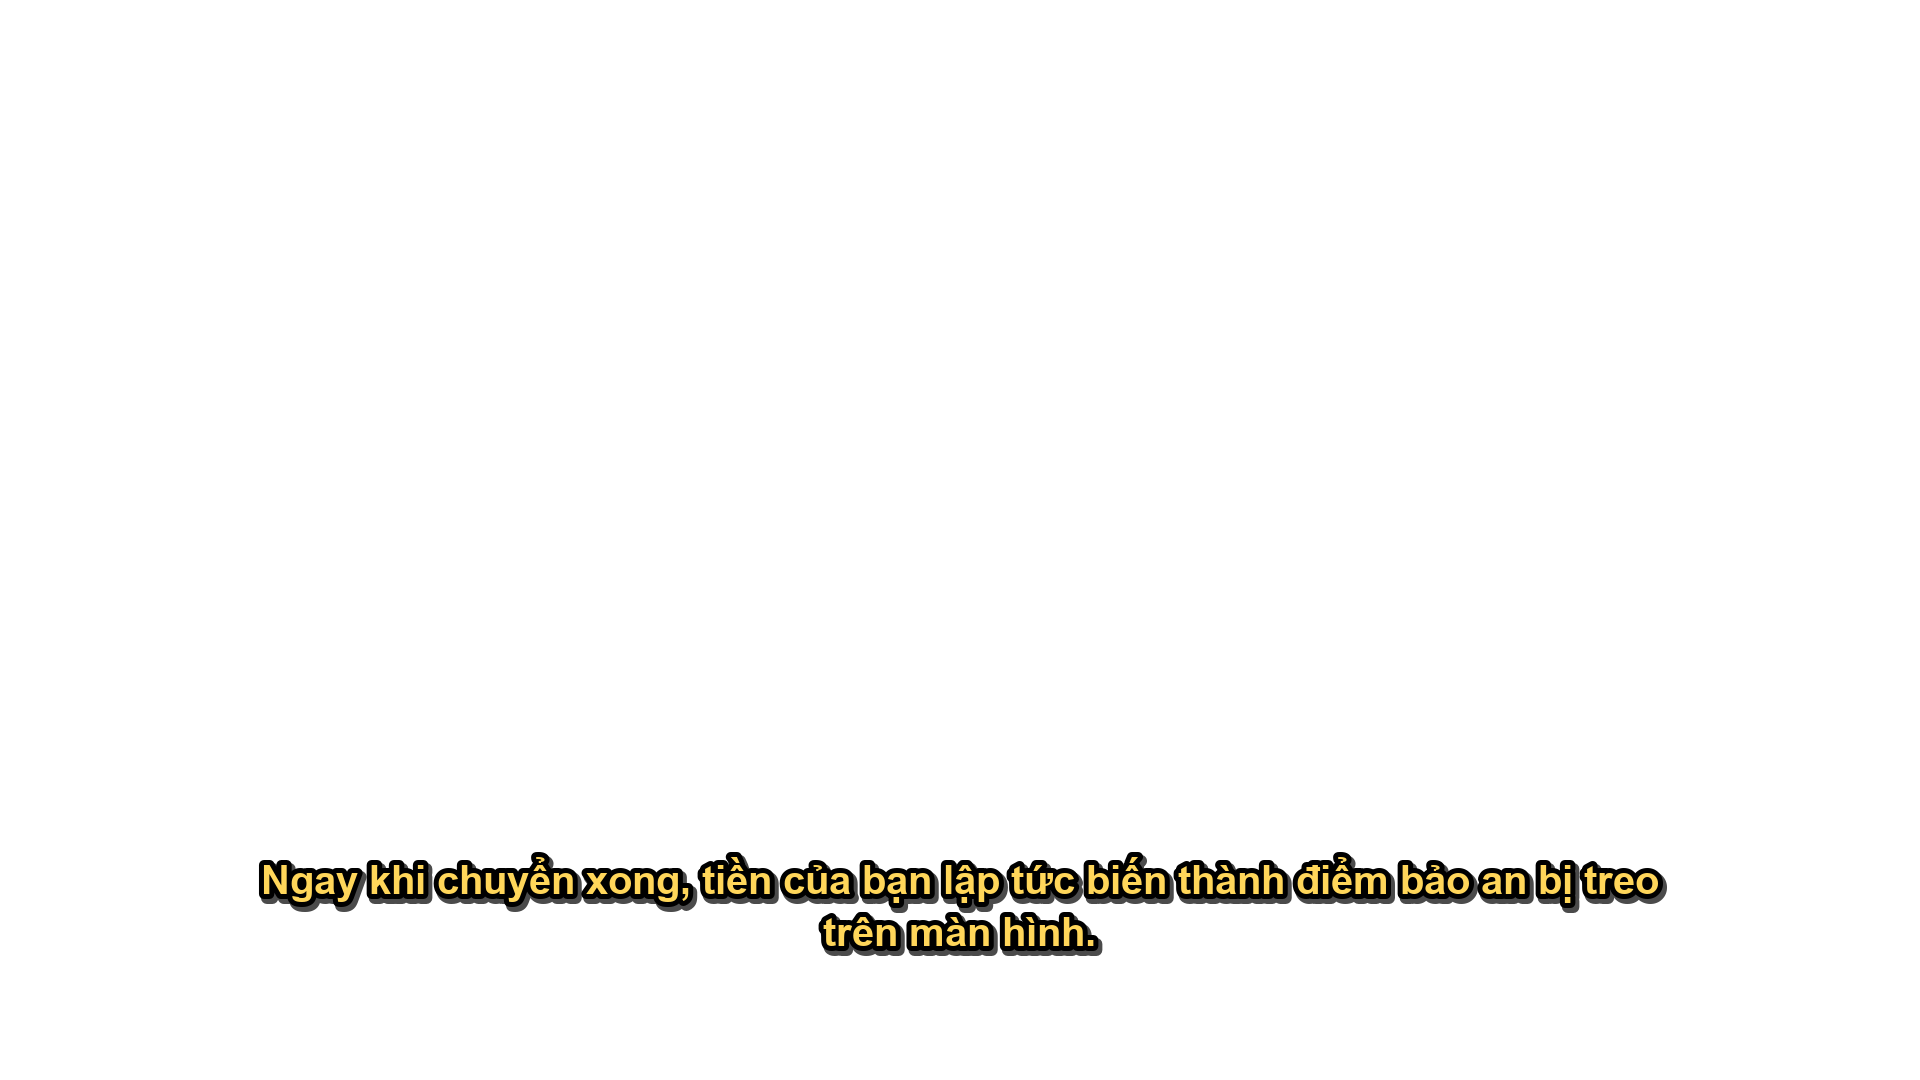 Ngay khi chuyển xong, tiền của bạn lập tức biến thành điểm bảo an bị treo
trên màn hình.